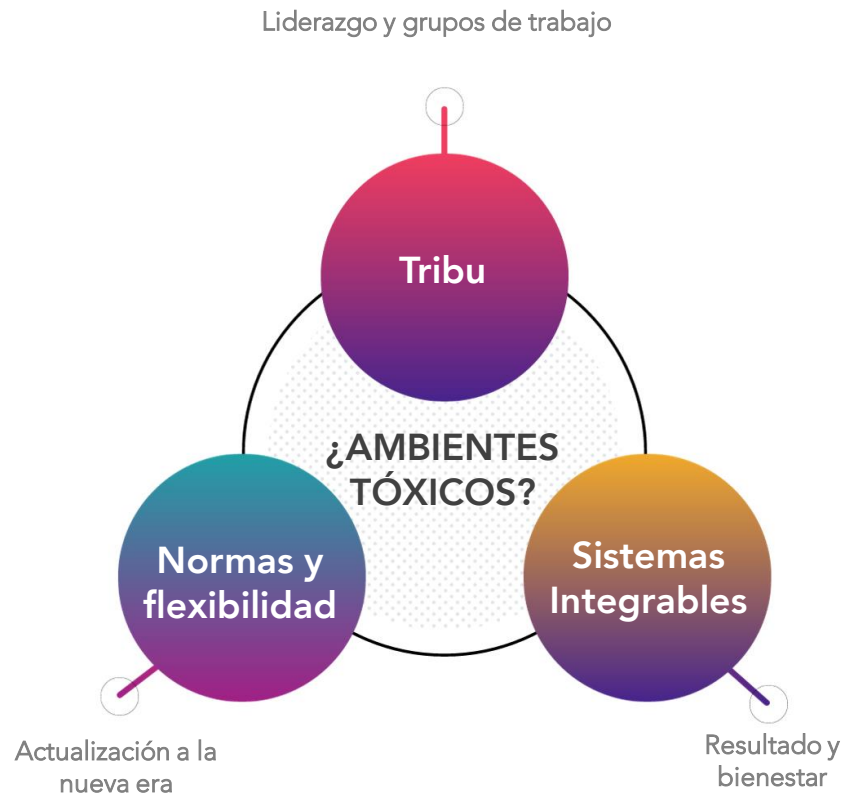 Liderazgo y grupos de trabajo
Tribu
¿AMBIENTES
TÓXICOS?
Normas y
flexibilidad
Sistemas
Integrables
Actualización a la
nueva era
Resultado y
bienestar